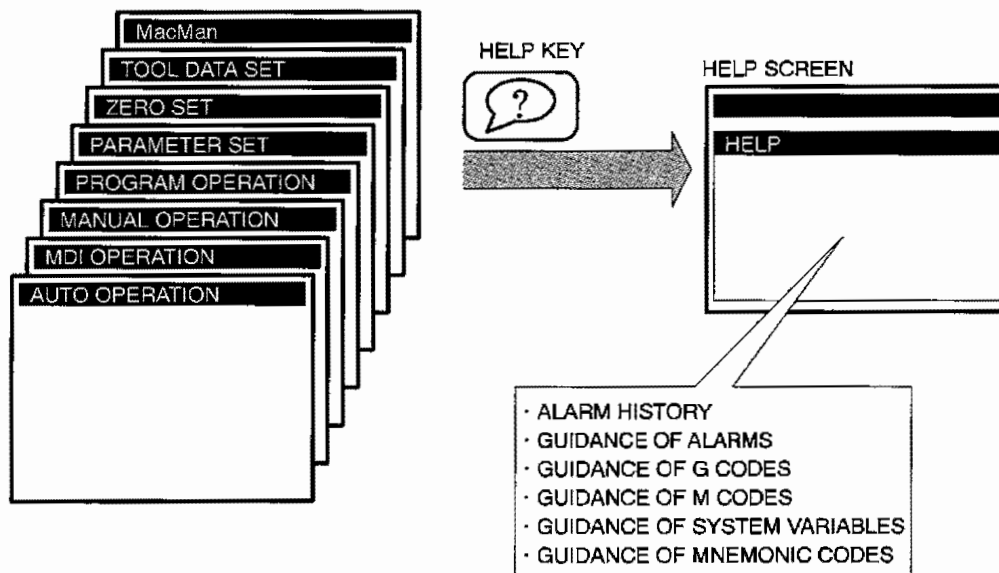 MacMan
TOOL DATA SET
ZERO SET
PARAMETER SET
PROGRAM OPERATION
MANUAL OPERATION
MDI OPERATION
AUTO OPERATION
HELP KEY
?
HELP SCREEN
HELP
· ALARM HISTORY
· GUIDANCE OF ALARMS
· GUIDANCE OF G CODES
· GUIDANCE OF M CODES
· GUIDANCE OF SYSTEM VARIABLES
· GUIDANCE OF MNEMONIC CODES